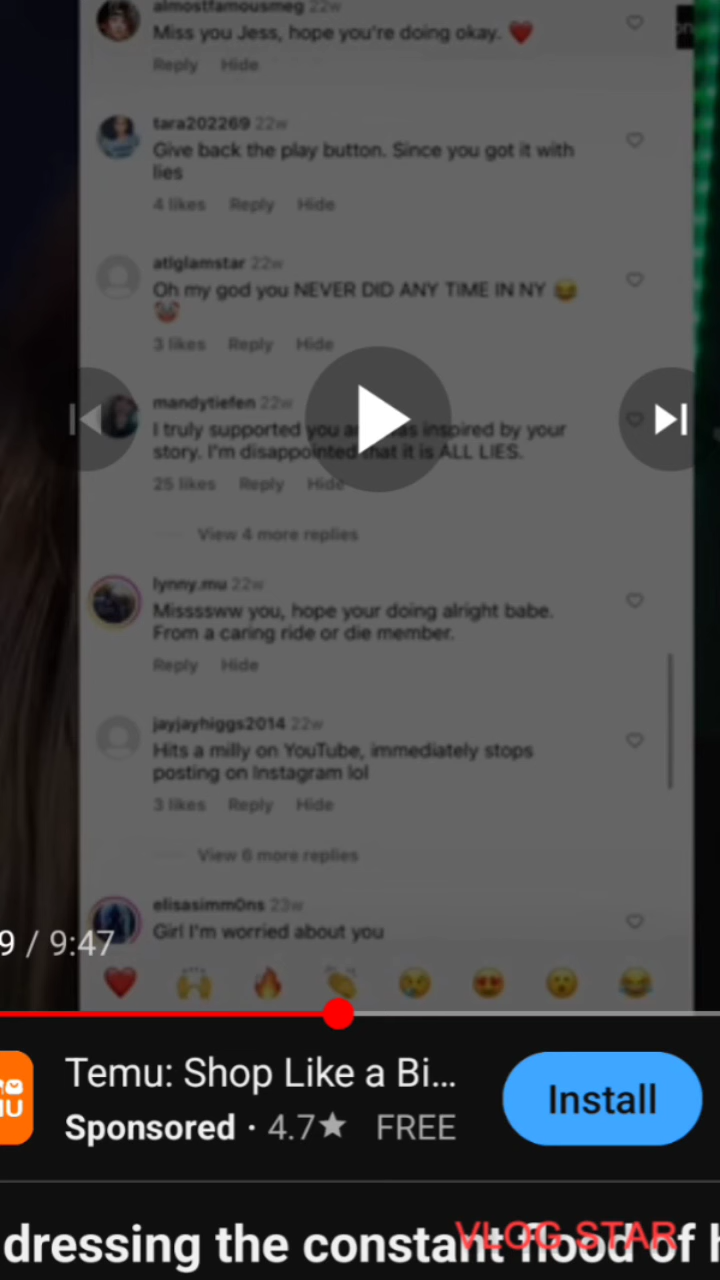 almostfamousmeg 22w
Miss you Jess, hope you're doing okay. ❤️
Reply Hide
tara202269 22w
Give back the play button. Since you got it with
lies
4 likes Reply Hide
atlglamstar 22w
Oh my god you NEVER DID ANY TIME IN NY 😂
🤡
3 likes Reply Hide
mandytiefen 22w
I truly supported you inspired by your
story. I'm disappointed that it is ALL LIES.
25 likes Reply Hide
View 4 more replies
lynny.mu 22w
Missssww you, hope your doing alright babe.
From a caring ride or die member.
Reply Hide
jayjayhiggs2014 22w
Hits a milly on YouTube, immediately stops
posting on Instagram lol
3 likes Reply Hide
View 6 more replies
elisasimm0ns 23w
Girl I'm worried about you
9 / 9:47
❤️ 🙌 🔥 👏 😢 😍 😮 😂
Temu: Shop Like a Bi...
Sponsored · 4.7★ FREE
Install
dressing the constant flood of
VLOG STAR